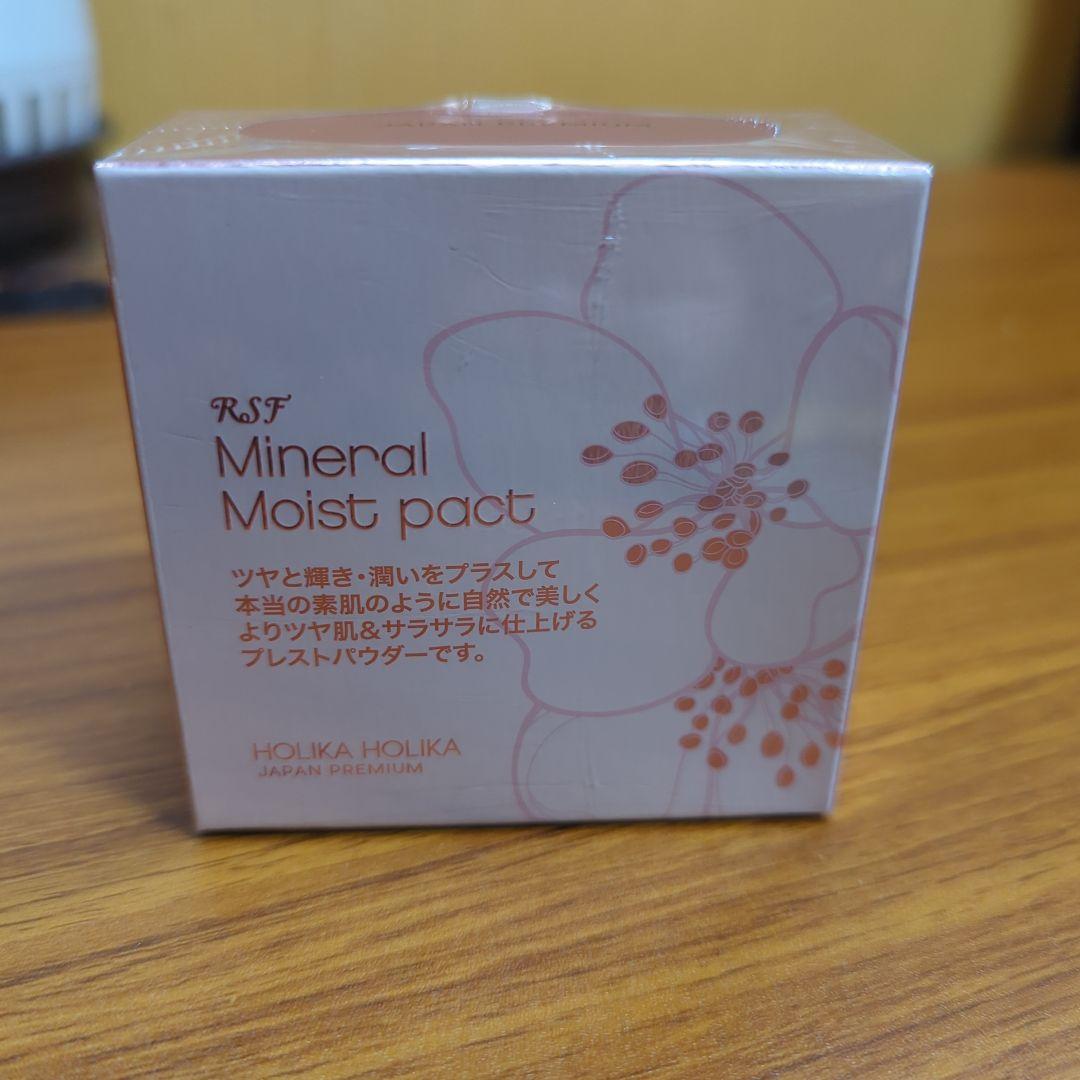 JAPAN PREMIUM
RSF
Mineral
Moist pact
ツヤと輝き・潤いをプラスして
本当の素肌のように自然で美しく
よりツヤ肌&サラサラに仕上げる
プレストパウダーです。
HOLIKA HOLIKA
JAPAN PREMIUM